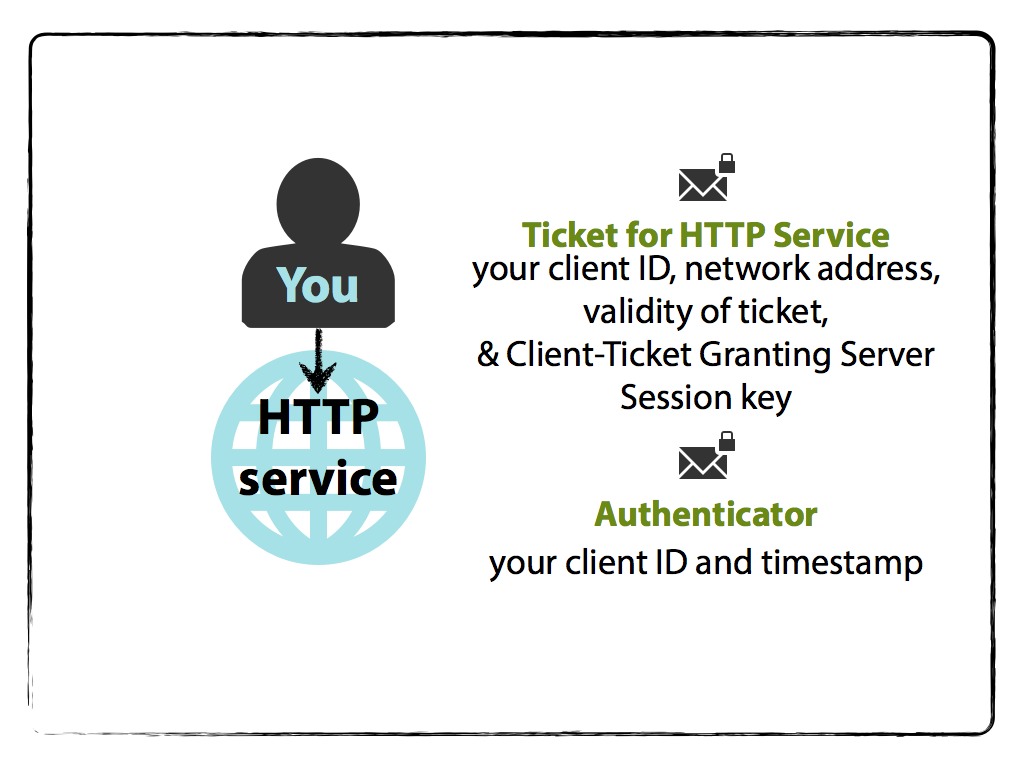 You
HTTP
service
Ticket for HTTP Service
your client ID, network address,
validity of ticket,
& Client-Ticket Granting Server
Session key
Authenticator
your client ID and timestamp